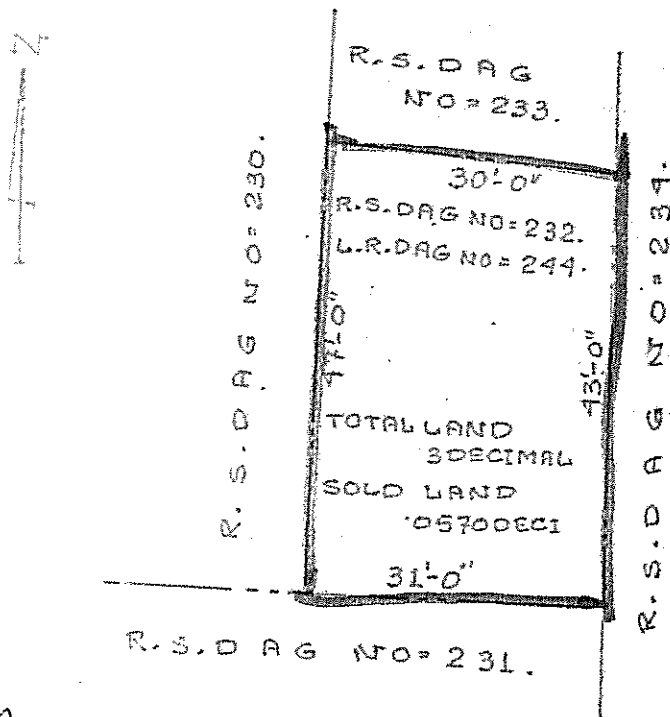 R.S.DAG
NO=233.
30'-0"
R.S.DAG NO=232.
L.R.DAG NO=244.
R.S.DAG NO=230.
47'-0"
43'-0"
R.S.DAG NO=234.
TOTAL LAND
3DECIMAL
SOLD LAND
'0570DECI
31'-0"
R.S.DAG NO=231.